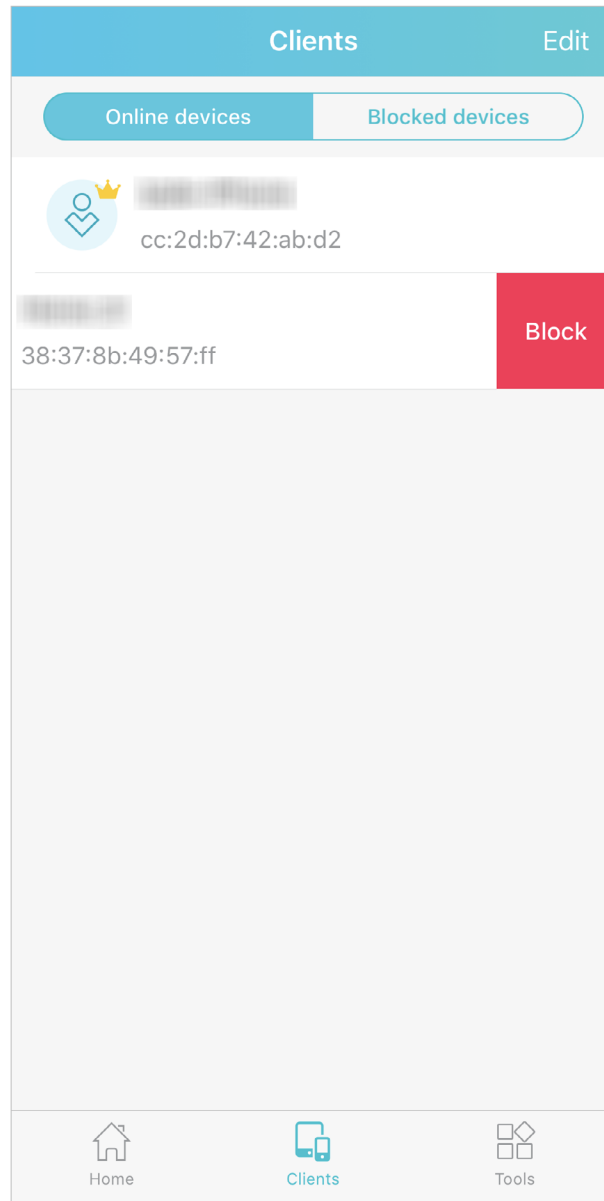 Clients
Edit
Online devices
Blocked devices
cc:2d:b7:42:ab:d2
38:37:8b:49:57:ff
Block
Home
Clients
Tools